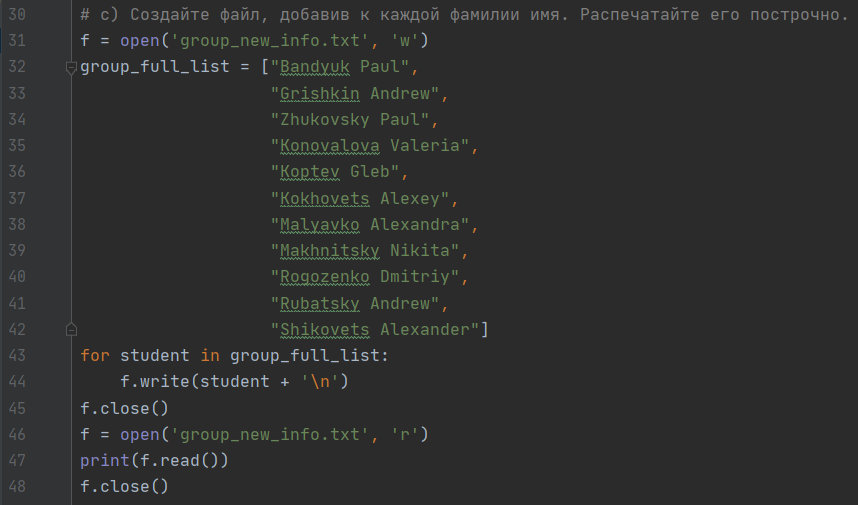 30 # c) Создайте файл, добавив к каждой фамилии имя. Распечатайте его построчно.
31 f = open('group_new_info.txt', 'w')
32 group_full_list = ["Bandyuk Paul",
33 "Grishkin Andrew",
34 "Zhukovsky Paul",
35 "Konovalova Valeria",
36 "Koptev Gleb",
37 "Kokhovets Alexey",
38 "Malyavko Alexandra",
39 "Makhnitsky Nikita",
40 "Rogozenko Dmitriy",
41 "Rubatsky Andrew",
42 "Shikovets Alexander"]
43 for student in group_full_list:
44 f.write(student + '\n')
45 f.close()
46 f = open('group_new_info.txt', 'r')
47 print(f.read())
48 f.close()